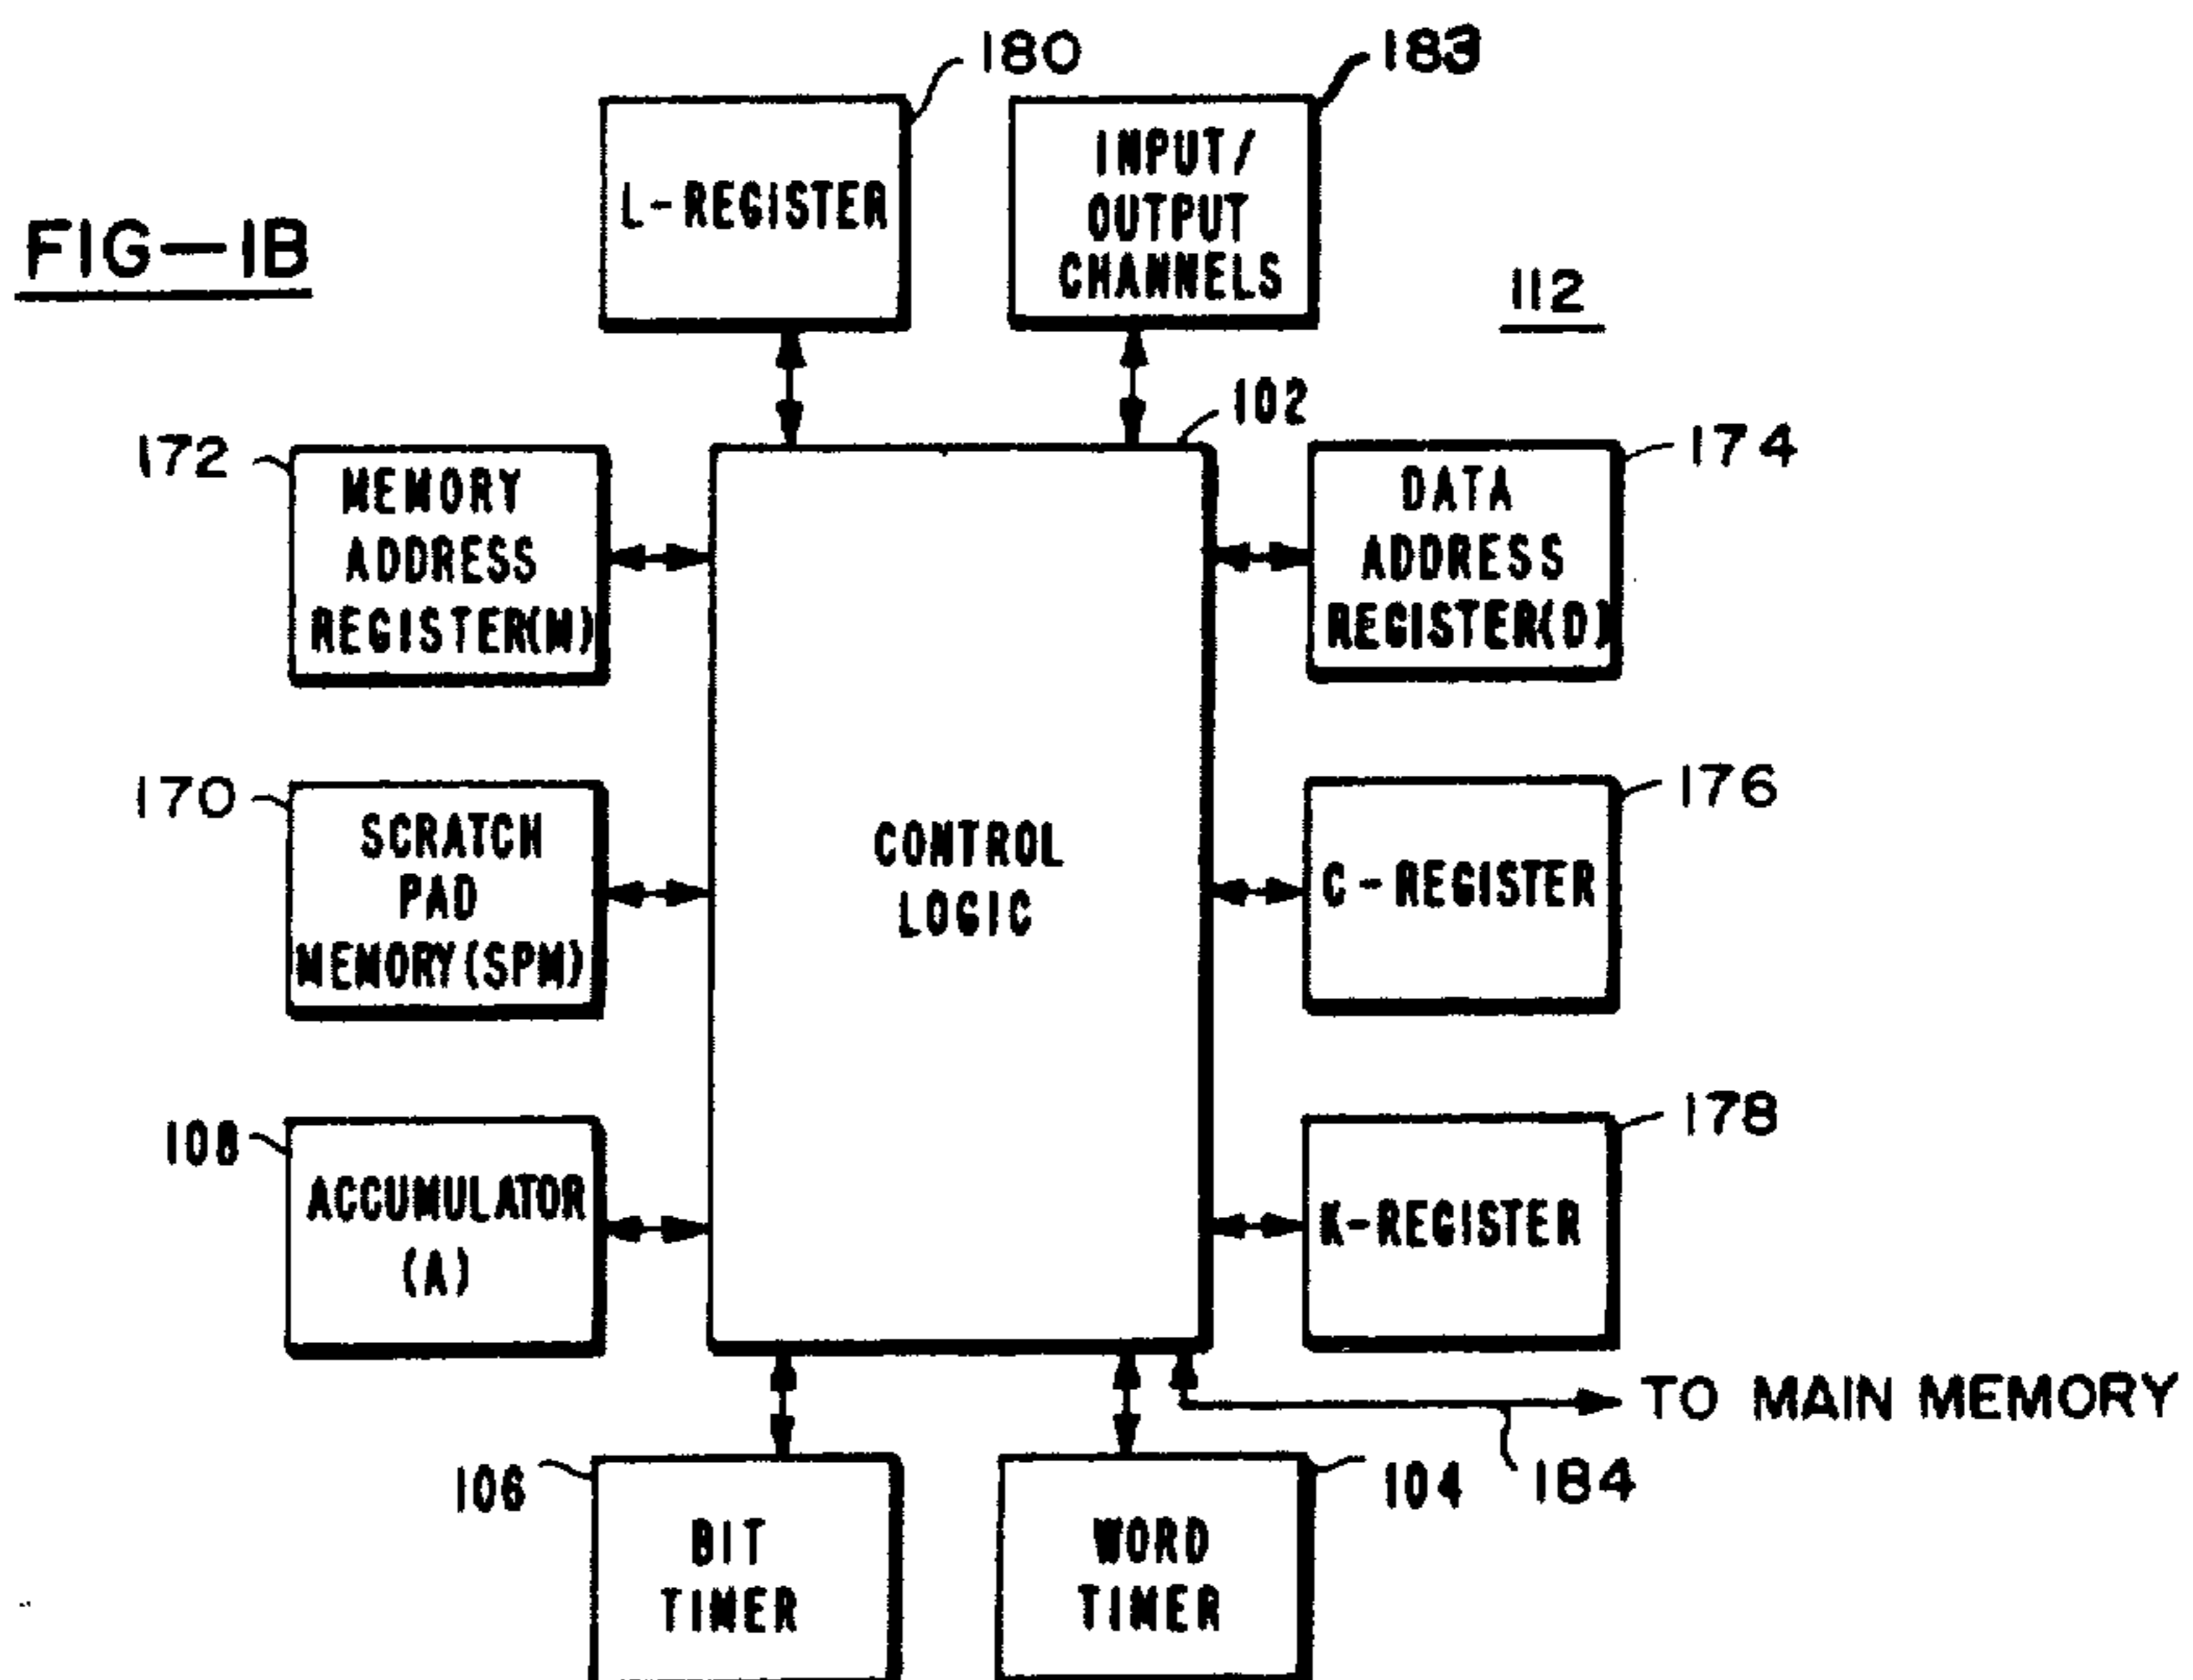 180
183
L-REGISTER
INPUT/
OUTPUT
CHANNELS
FIG-1B
112
102
172
MEMORY
ADDRESS
REGISTER(M)
174
DATA
ADDRESS
REGISTER(D)
170
SCRATCH
PAD
MEMORY(SPM)
CONTROL
LOGIC
176
C-REGISTER
108
ACCUMULATOR
(A)
178
K-REGISTER
TO MAIN MEMORY
184
106
BIT
TIMER
104
WORD
TIMER